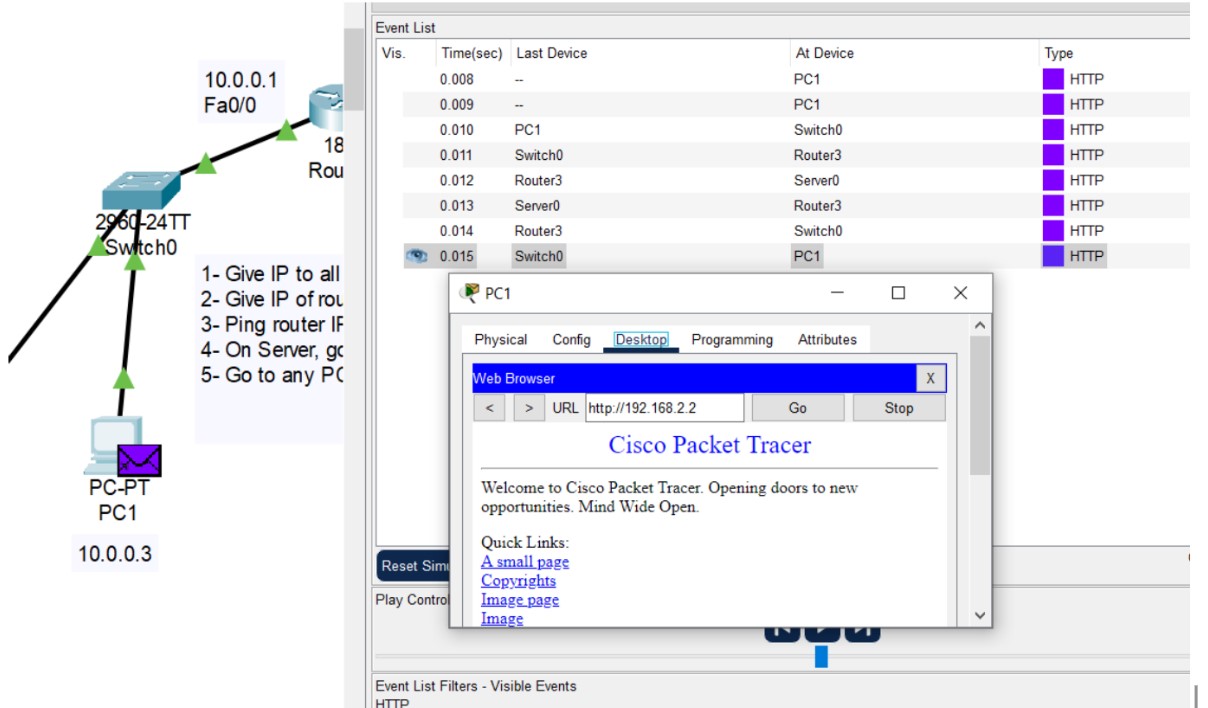 10.0.0.1
Fa0/0
18
Rou
2960-24TT
Switch0
1- Give IP to all
2- Give IP of rou
3- Ping router IP
4- On Server, go
5- Go to any PC
PC-PT
PC1
10.0.0.3
Event List
Vis. Time(sec) Last Device At Device Type
0.008 -- PC1 HTTP
0.009 -- PC1 HTTP
0.010 PC1 Switch0 HTTP
0.011 Switch0 Router3 HTTP
0.012 Router3 Server0 HTTP
0.013 Server0 Router3 HTTP
0.014 Router3 Switch0 HTTP
0.015 Switch0 PC1 HTTP
PC1
Physical Config Desktop Programming Attributes
Web Browser X
< > URL http://192.168.2.2 Go Stop
Cisco Packet Tracer
Welcome to Cisco Packet Tracer. Opening doors to new
opportunities. Mind Wide Open.
Quick Links:
A small page
Copyrights
Image page
Image
Reset Simu
Play Control
Event List Filters - Visible Events
HTTP